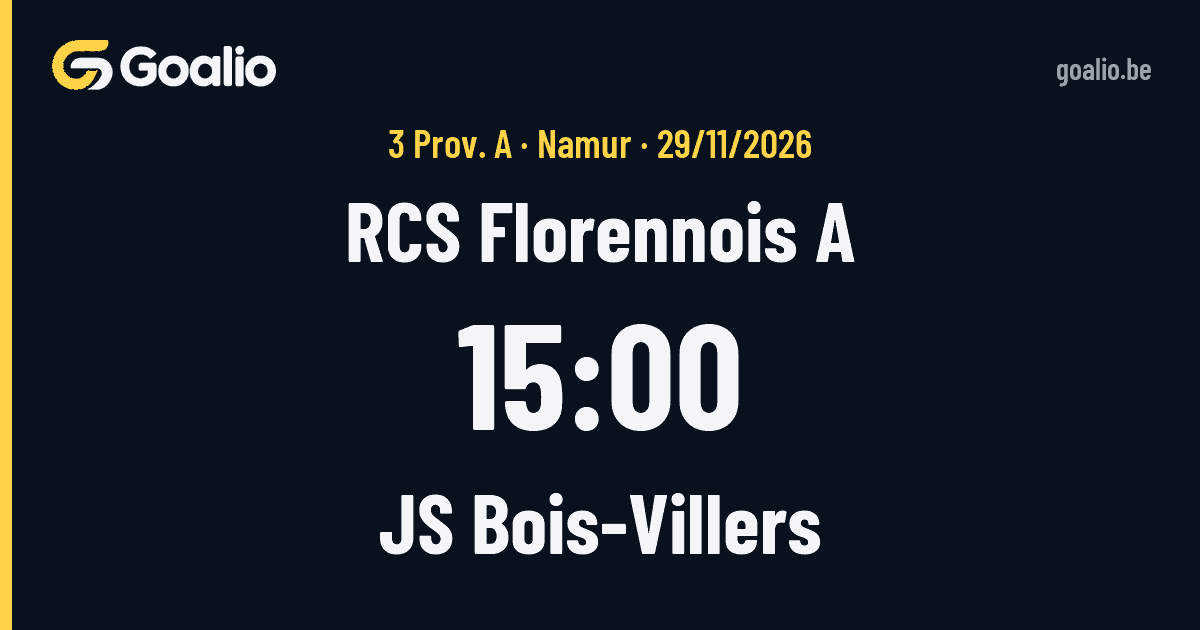 Goalio
goalio.be
3 Prov. A · Namur · 29/11/2026
RCS Florennois A
15:00
JS Bois-Villers